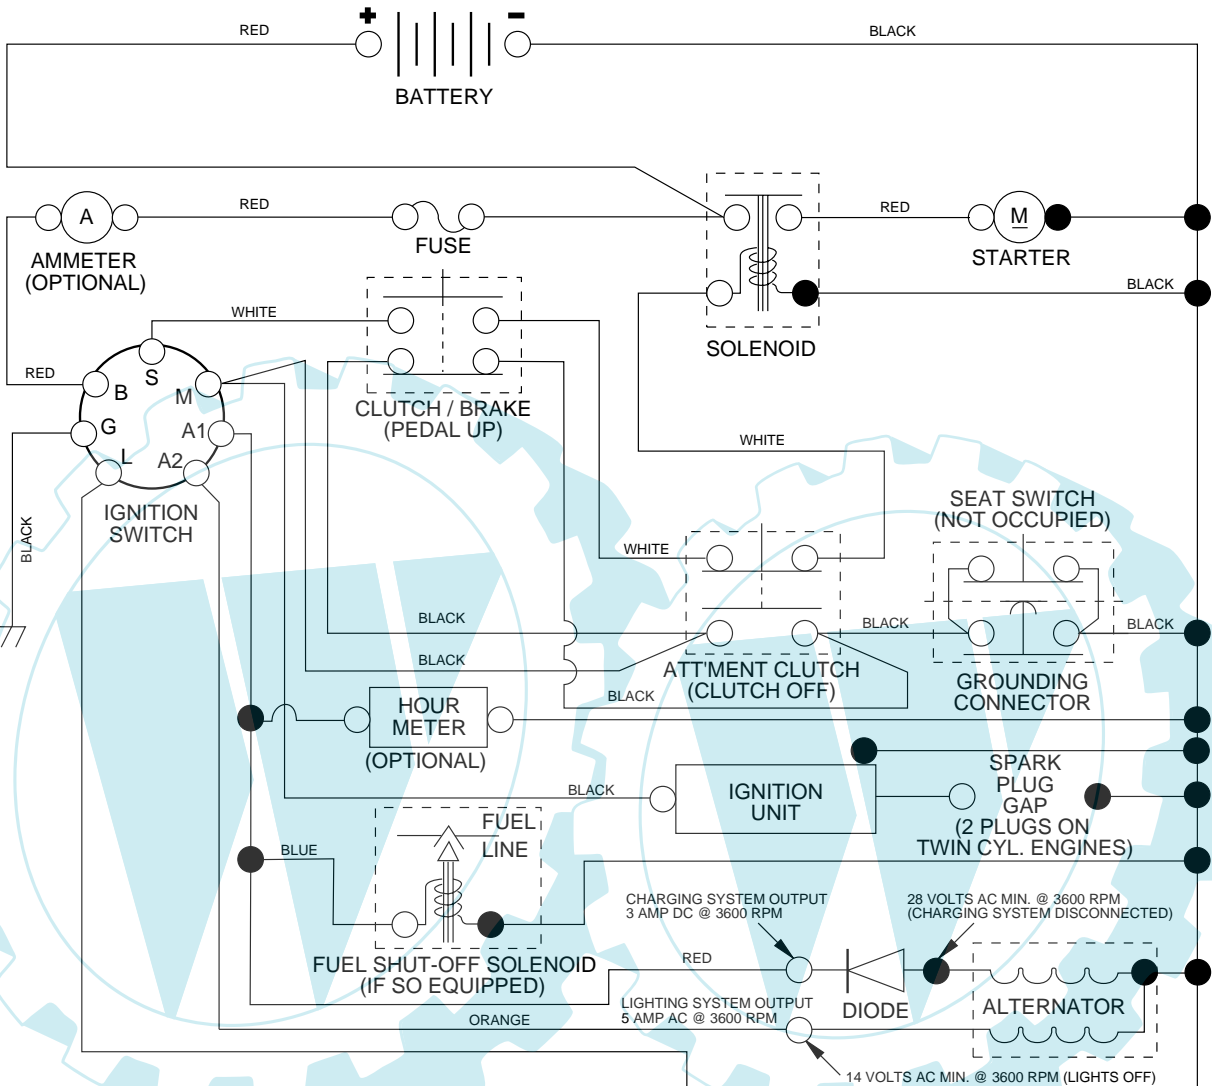 + −
RED
BLACK
BATTERY
A
RED
FUSE
RED
M
STARTER
AMMETER
(OPTIONAL)
BLACK
WHITE
SOLENOID
RED
B
S
M
G
A1
L
A2
IGNITION
SWITCH
BLACK
CLUTCH / BRAKE
(PEDAL UP)
WHITE
WHITE
SEAT SWITCH
(NOT OCCUPIED)
BLACK
BLACK
BLACK
BLACK
ATT'MENT CLUTCH
(CLUTCH OFF)
BLACK
GROUNDING
CONNECTOR
HOUR
METER
(OPTIONAL)
BLACK
IGNITION
UNIT
SPARK
PLUG
GAP
(2 PLUGS ON
TWIN CYL. ENGINES)
FUEL
LINE
BLUE
FUEL SHUT-OFF SOLENOID
(IF SO EQUIPPED)
CHARGING SYSTEM OUTPUT
3 AMP DC @ 3600 RPM
28 VOLTS AC MIN. @ 3600 RPM
(CHARGING SYSTEM DISCONNECTED)
RED
DIODE
ALTERNATOR
LIGHTING SYSTEM OUTPUT
5 AMP AC @ 3600 RPM
ORANGE
14 VOLTS AC MIN. @ 3600 RPM (LIGHTS OFF)